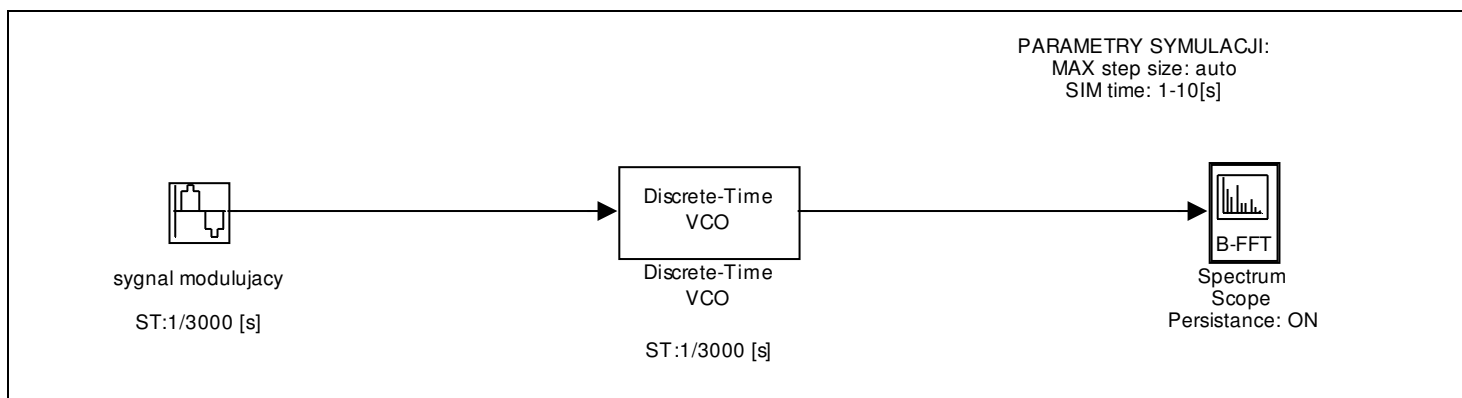 PARAMETRY SYMULACJI:
MAX step size: auto
SIM time: 1-10[s]
sygnal modulujacy
ST:1/3000 [s]
Discrete-Time
VCO
Discrete-Time
VCO
ST:1/3000 [s]
B-FFT
Spectrum
Scope
Persistance: ON